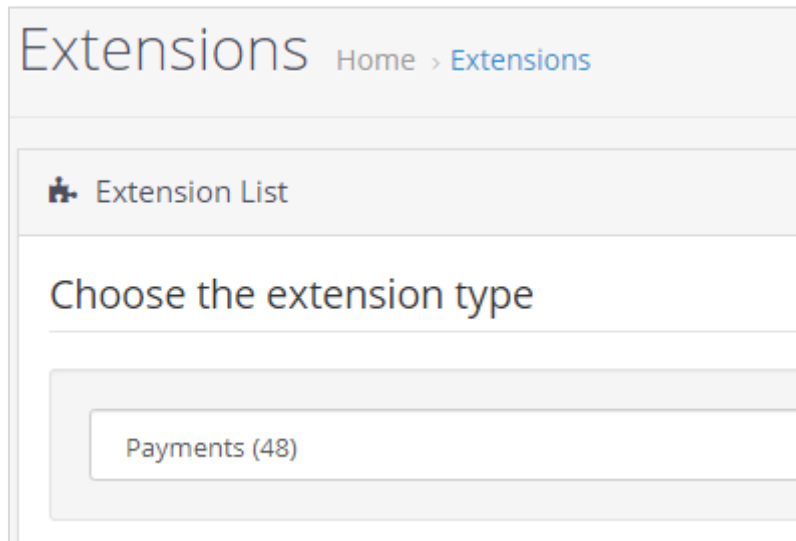 Extensions Home › Extensions
Extension List
Choose the extension type
Payments (48)